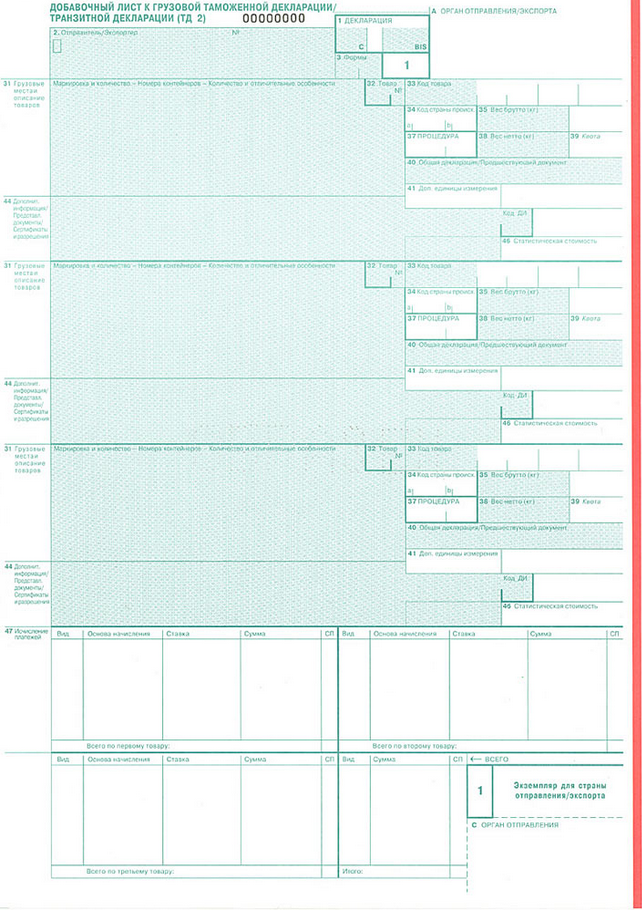 ДОБАВОЧНЫЙ ЛИСТ К ГРУЗОВОЙ ТАМОЖЕННОЙ ДЕКЛАРАЦИИ/
ТРАНЗИТНОЙ ДЕКЛАРАЦИИ (ТД 2) 00000000
A ОРГАН ОТПРАВЛЕНИЯ/ЭКСПОРТА
1 ДЕКЛАРАЦИЯ
2. Отправитель/Экспортер №
C BIS
3 Формы
1
31 Грузовые места и описание товаров
Маркировка и количество – Номера контейнеров – Количество и отличительные особенности
32 Товар №
33 Код товара
34 Код страны происх.
a| b|
35 Вес брутто (кг)
37 ПРОЦЕДУРА
38 Вес нетто (кг)
39 Квота
40 Общая декларация/Предшествующий документ
41 Доп. единицы измерения
44 Дополнит. информация/ Представл. документы/ Сертификаты и разрешения
Код ДИ
46 Статистическая стоимость
31 Грузовые места и описание товаров
Маркировка и количество – Номера контейнеров – Количество и отличительные особенности
32 Товар №
33 Код товара
34 Код страны происх.
a| b|
35 Вес брутто (кг)
37 ПРОЦЕДУРА
38 Вес нетто (кг)
39 Квота
40 Общая декларация/Предшествующий документ
41 Доп. единицы измерения
44 Дополнит. информация/ Представл. документы/ Сертификаты и разрешения
Код ДИ
46 Статистическая стоимость
31 Грузовые места и описание товаров
Маркировка и количество – Номера контейнеров – Количество и отличительные особенности
32 Товар №
33 Код товара
34 Код страны происх.
a| b|
35 Вес брутто (кг)
37 ПРОЦЕДУРА
38 Вес нетто (кг)
39 Квота
40 Общая декларация/Предшествующий документ
41 Доп. единицы измерения
44 Дополнит. информация/ Представл. документы/ Сертификаты и разрешения
Код ДИ
46 Статистическая стоимость
47 Исчисление платежей
Вид Основа начисления Ставка Сумма СП Вид Основа начисления Ставка Сумма СП
Всего по первому товару: Всего по второму товару:
Вид Основа начисления Ставка Сумма СП Вид Сумма СП ← ВСЕГО
1 Экземпляр для страны
отправления/экспорта
C ОРГАН ОТПРАВЛЕНИЯ
Всего по третьему товару: Итого: